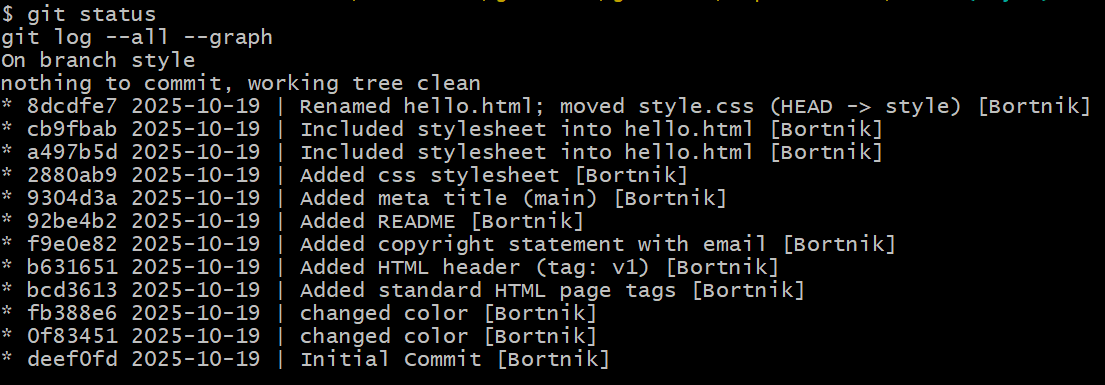 $ git status
git log --all --graph
On branch style
nothing to commit, working tree clean
* 8dcdfe7 2025-10-19 | Renamed hello.html; moved style.css (HEAD -> style) [Bortnik]
* cb9fbab 2025-10-19 | Included stylesheet into hello.html [Bortnik]
* a497b5d 2025-10-19 | Included stylesheet into hello.html [Bortnik]
* 2880ab9 2025-10-19 | Added css stylesheet [Bortnik]
* 9304d3a 2025-10-19 | Added meta title (main) [Bortnik]
* 92be4b2 2025-10-19 | Added README [Bortnik]
* f9e0e82 2025-10-19 | Added copyright statement with email [Bortnik]
* b631651 2025-10-19 | Added HTML header (tag: v1) [Bortnik]
* bcd3613 2025-10-19 | Added standard HTML page tags [Bortnik]
* fb388e6 2025-10-19 | changed color [Bortnik]
* 0f83451 2025-10-19 | changed color [Bortnik]
* deef0fd 2025-10-19 | Initial Commit [Bortnik]